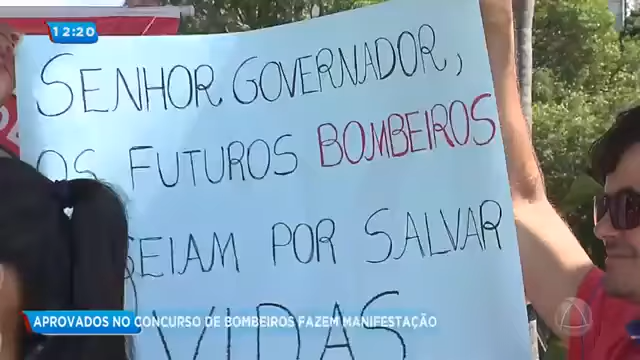 12:20
SENHOR GOVERNADOR,
OS FUTUROS BOMBEIROS
SEIAM POR SALVAR
VIDAS
APROVADOS NO CONCURSO DE BOMBEIROS FAZEM MANIFESTAÇÃO